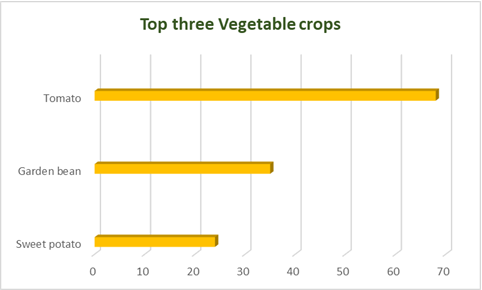 Top three Vegetable crops
Tomato
Garden bean
Sweet potato
0 10 20 30 40 50 60 70